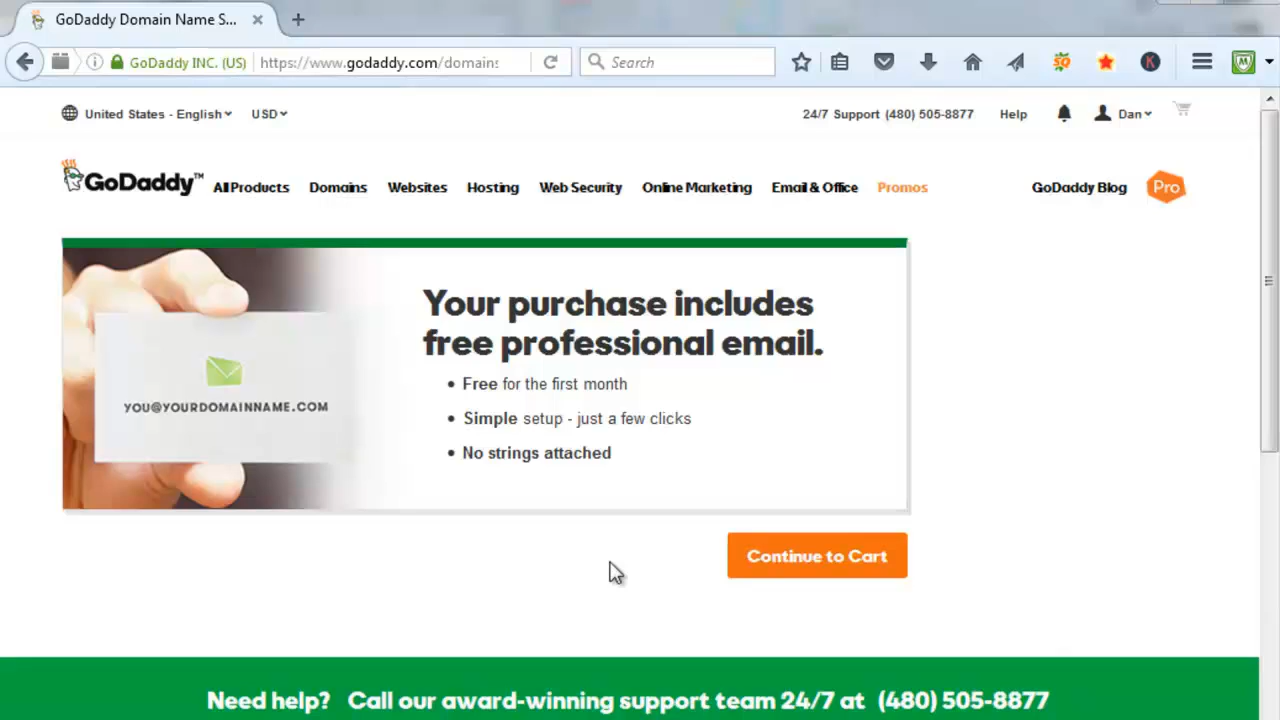 GoDaddy Domain Name S...
GoDaddy INC. (US)
https://www.godaddy.com/domains
Search
United States - English
USD
24/7 Support (480) 505-8877
Help
Dan
GoDaddy™
All Products
Domains
Websites
Hosting
Web Security
Online Marketing
Email & Office
Promos
GoDaddy Blog
Pro
YOU@YOURDOMAINNAME.COM
Your purchase includes
free professional email.
• Free for the first month
• Simple setup - just a few clicks
• No strings attached
Continue to Cart
Need help? Call our award-winning support team 24/7 at (480) 505-8877